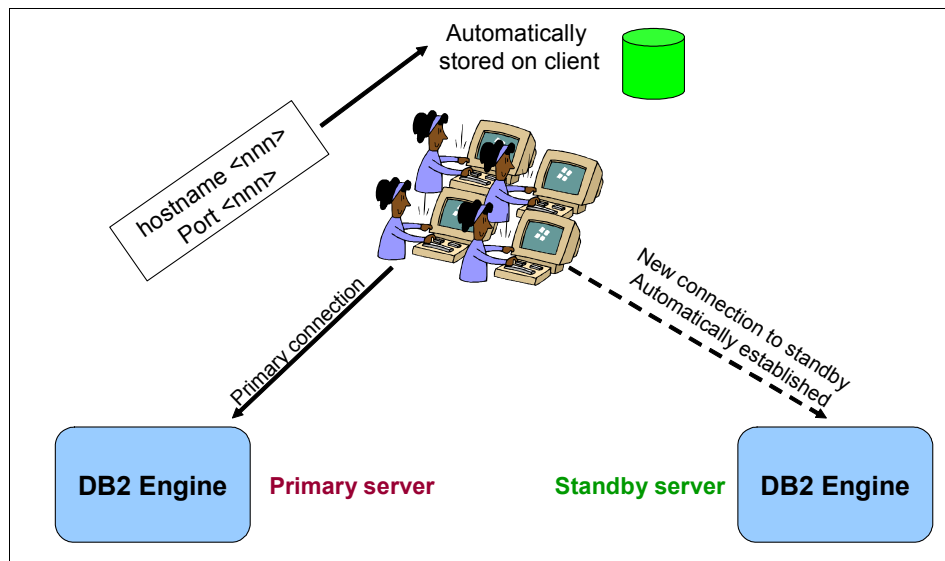 Automatically
stored on client
hostname <nnn>
Port <nnn>
Primary connection
New connection to standby
Automatically established
DB2 Engine
Primary server
Standby server
DB2 Engine